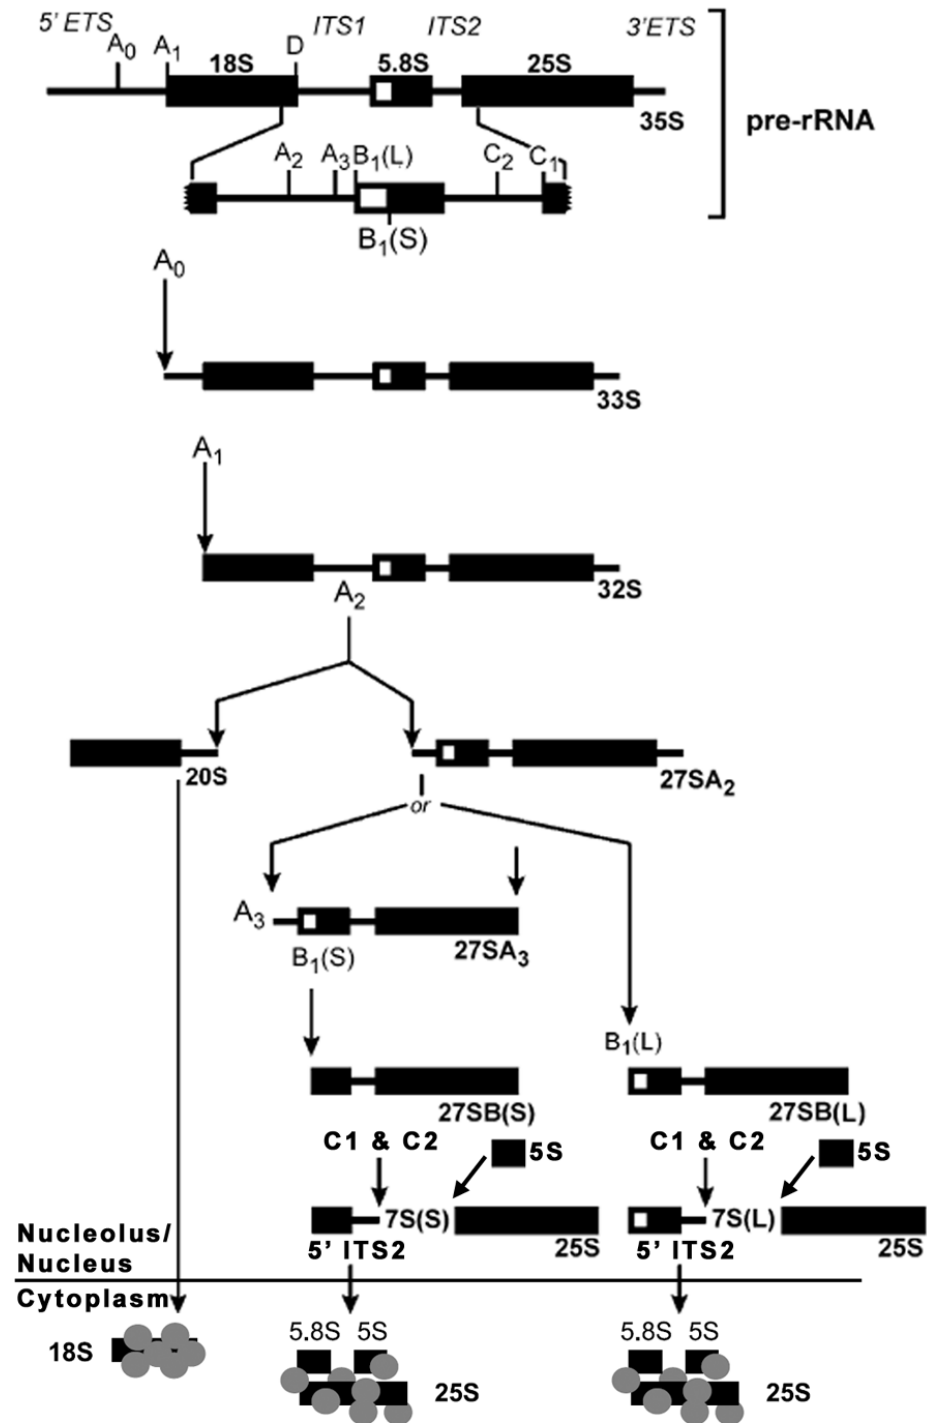 5' ETS ITS1 ITS2 3'ETS
A0 A1 D
18S 5.8S 25S
35S
pre-rRNA
A2 A3 B1(L) C2 C1
B1(S)
A0
33S
A1
32S
A2
20S
27SA2
or
A3
27SA3
B1(S)
B1(L)
27SB(S)
27SB(L)
C1 & C2
5S
C1 & C2
5S
7S(S)
7S(L)
5' ITS2
25S
5' ITS2
25S
Nucleolus/
Nucleus
Cytoplasm
5.8S 5S
5.8S 5S
18S
25S
25S